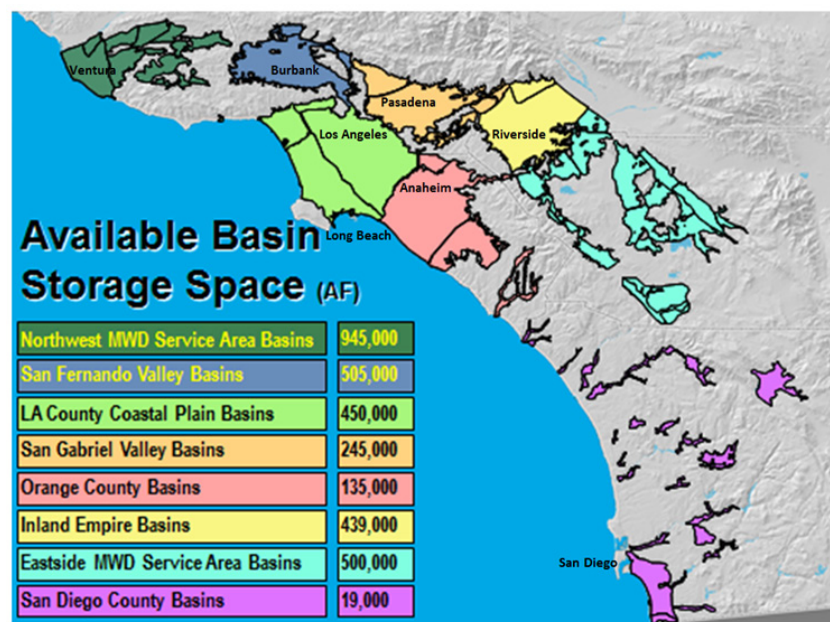 Ventura
Burbank
Pasadena
Los Angeles
Riverside
Anaheim
Long Beach
San Diego
Available Basin
Storage Space (AF)
Northwest MWD Service Area Basins 945,000
San Fernando Valley Basins 505,000
LA County Coastal Plain Basins 450,000
San Gabriel Valley Basins 245,000
Orange County Basins 135,000
Inland Empire Basins 439,000
Eastside MWD Service Area Basins 500,000
San Diego County Basins 19,000